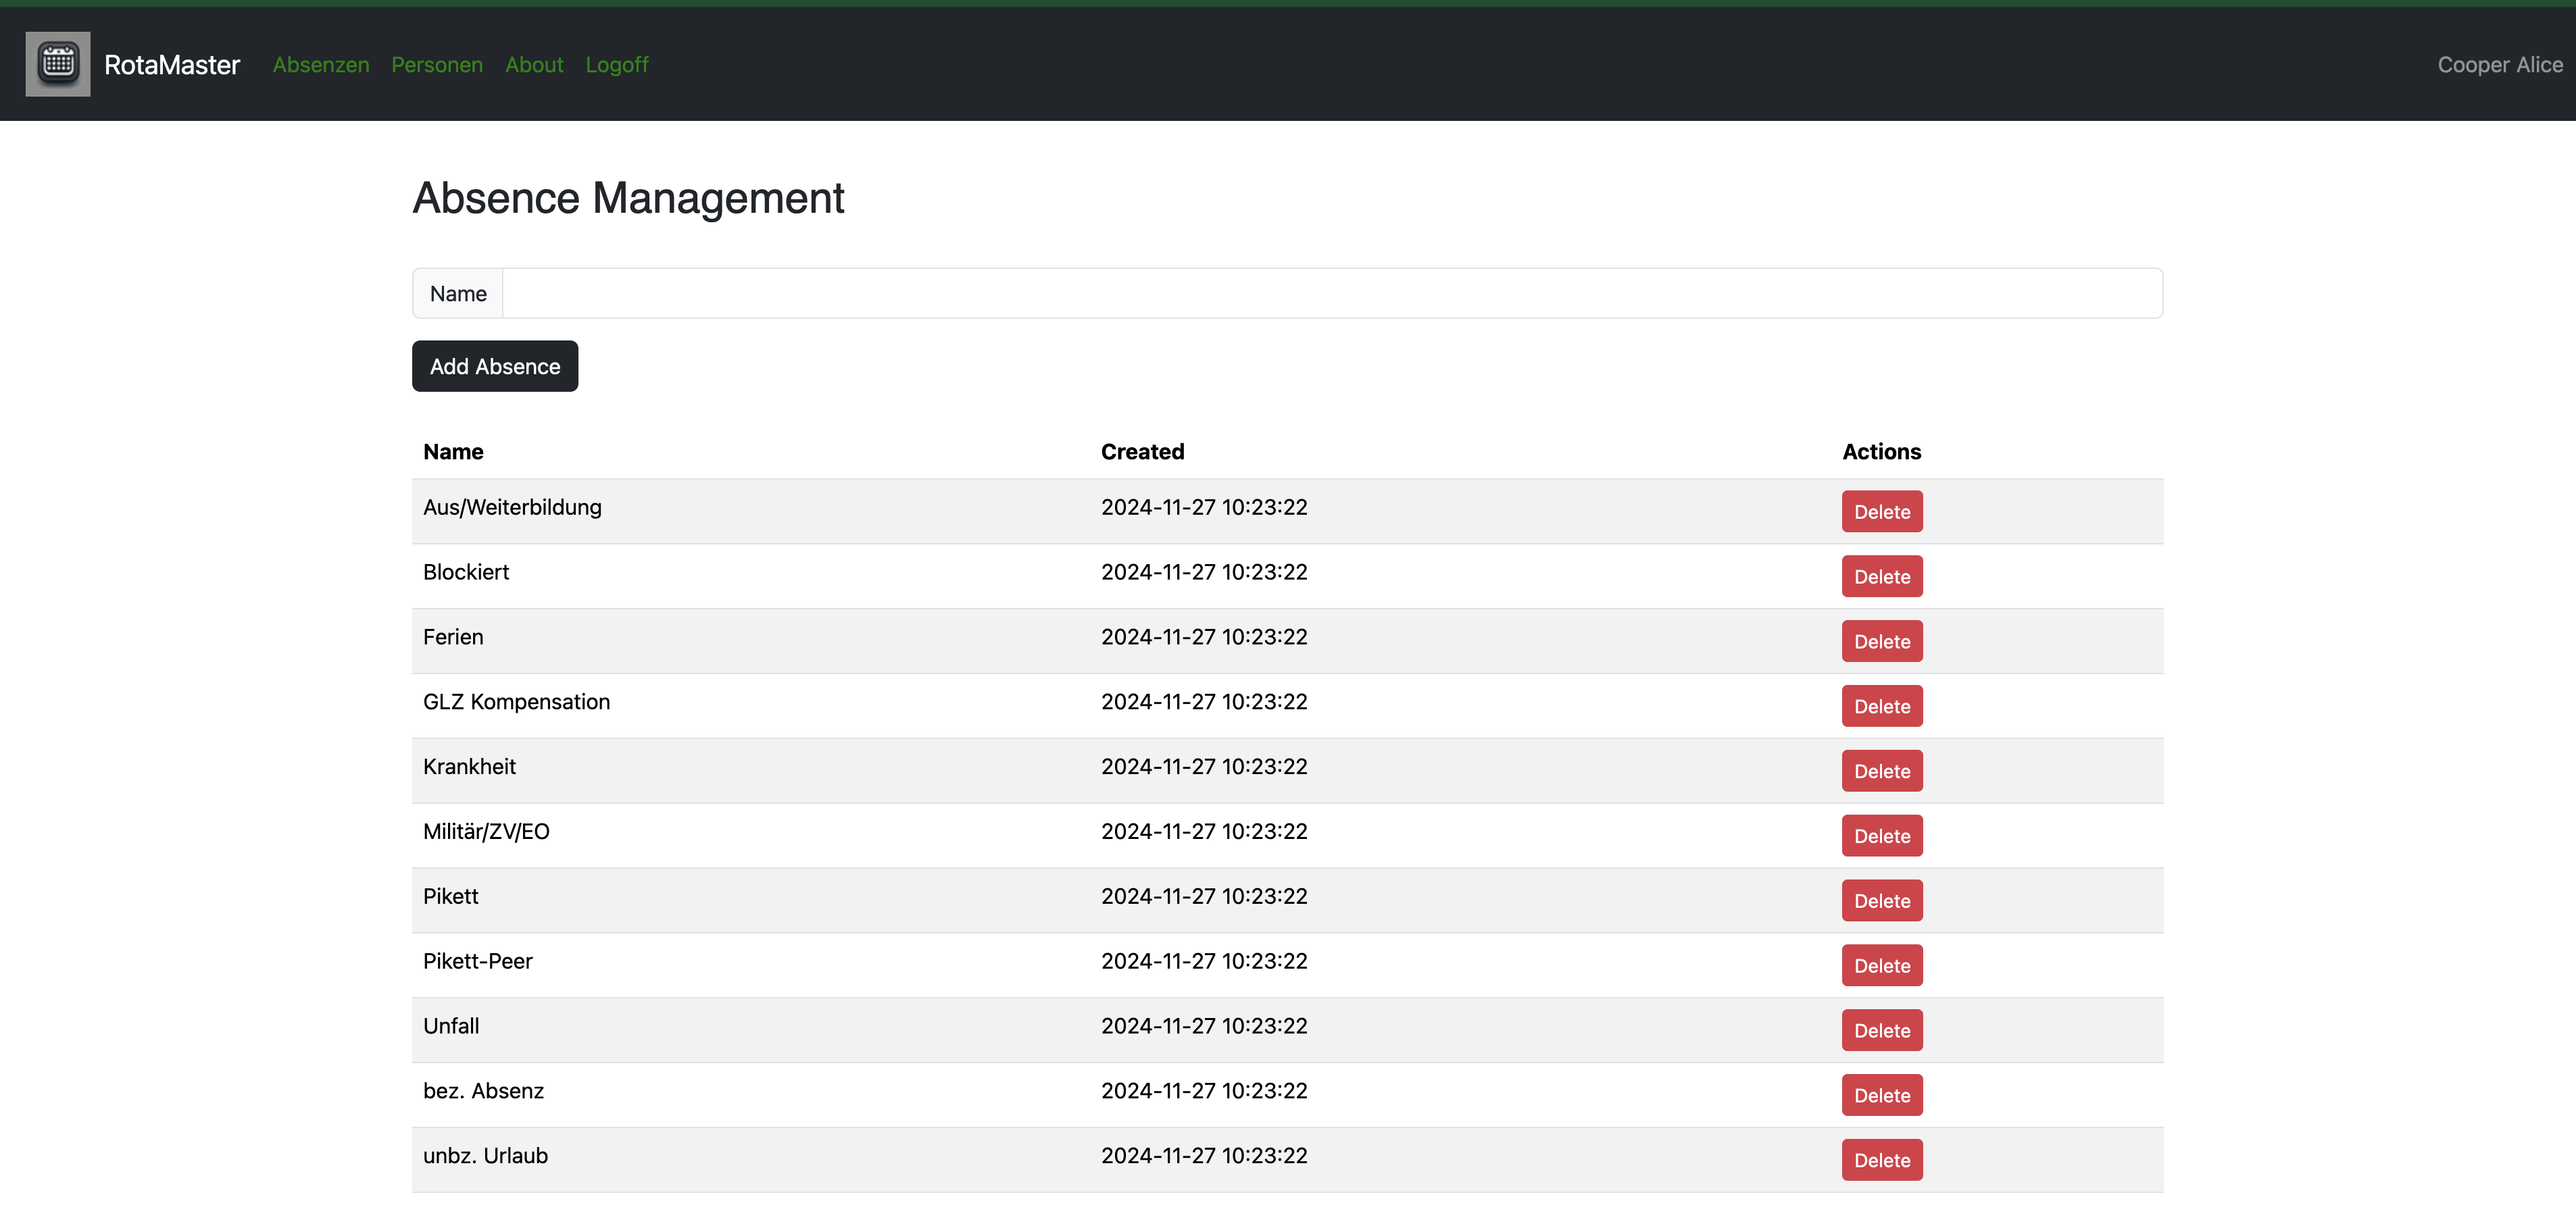 RotaMaster Absenzen Personen About Logoff Cooper Alice
Absence Management
Name
Add Absence
Name Created Actions
Aus/Weiterbildung 2024-11-27 10:23:22 Delete
Blockiert 2024-11-27 10:23:22 Delete
Ferien 2024-11-27 10:23:22 Delete
GLZ Kompensation 2024-11-27 10:23:22 Delete
Krankheit 2024-11-27 10:23:22 Delete
Militär/ZV/EO 2024-11-27 10:23:22 Delete
Pikett 2024-11-27 10:23:22 Delete
Pikett-Peer 2024-11-27 10:23:22 Delete
Unfall 2024-11-27 10:23:22 Delete
bez. Absenz 2024-11-27 10:23:22 Delete
unbz. Urlaub 2024-11-27 10:23:22 Delete